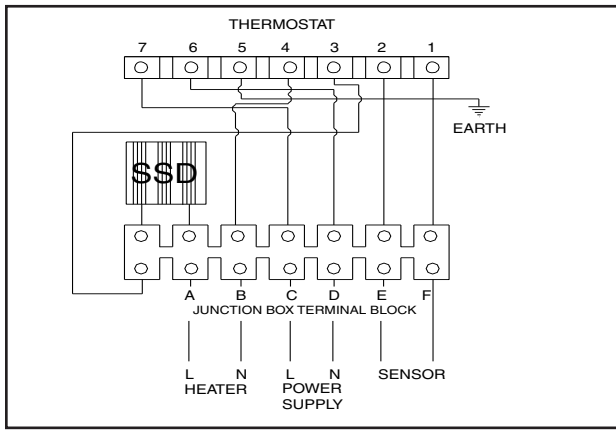 THERMOSTAT
7 6 5 4 3 2 1
EARTH
SSD
A B C D E F
JUNCTION BOX TERMINAL BLOCK
L N L N SENSOR
HEATER POWER
SUPPLY